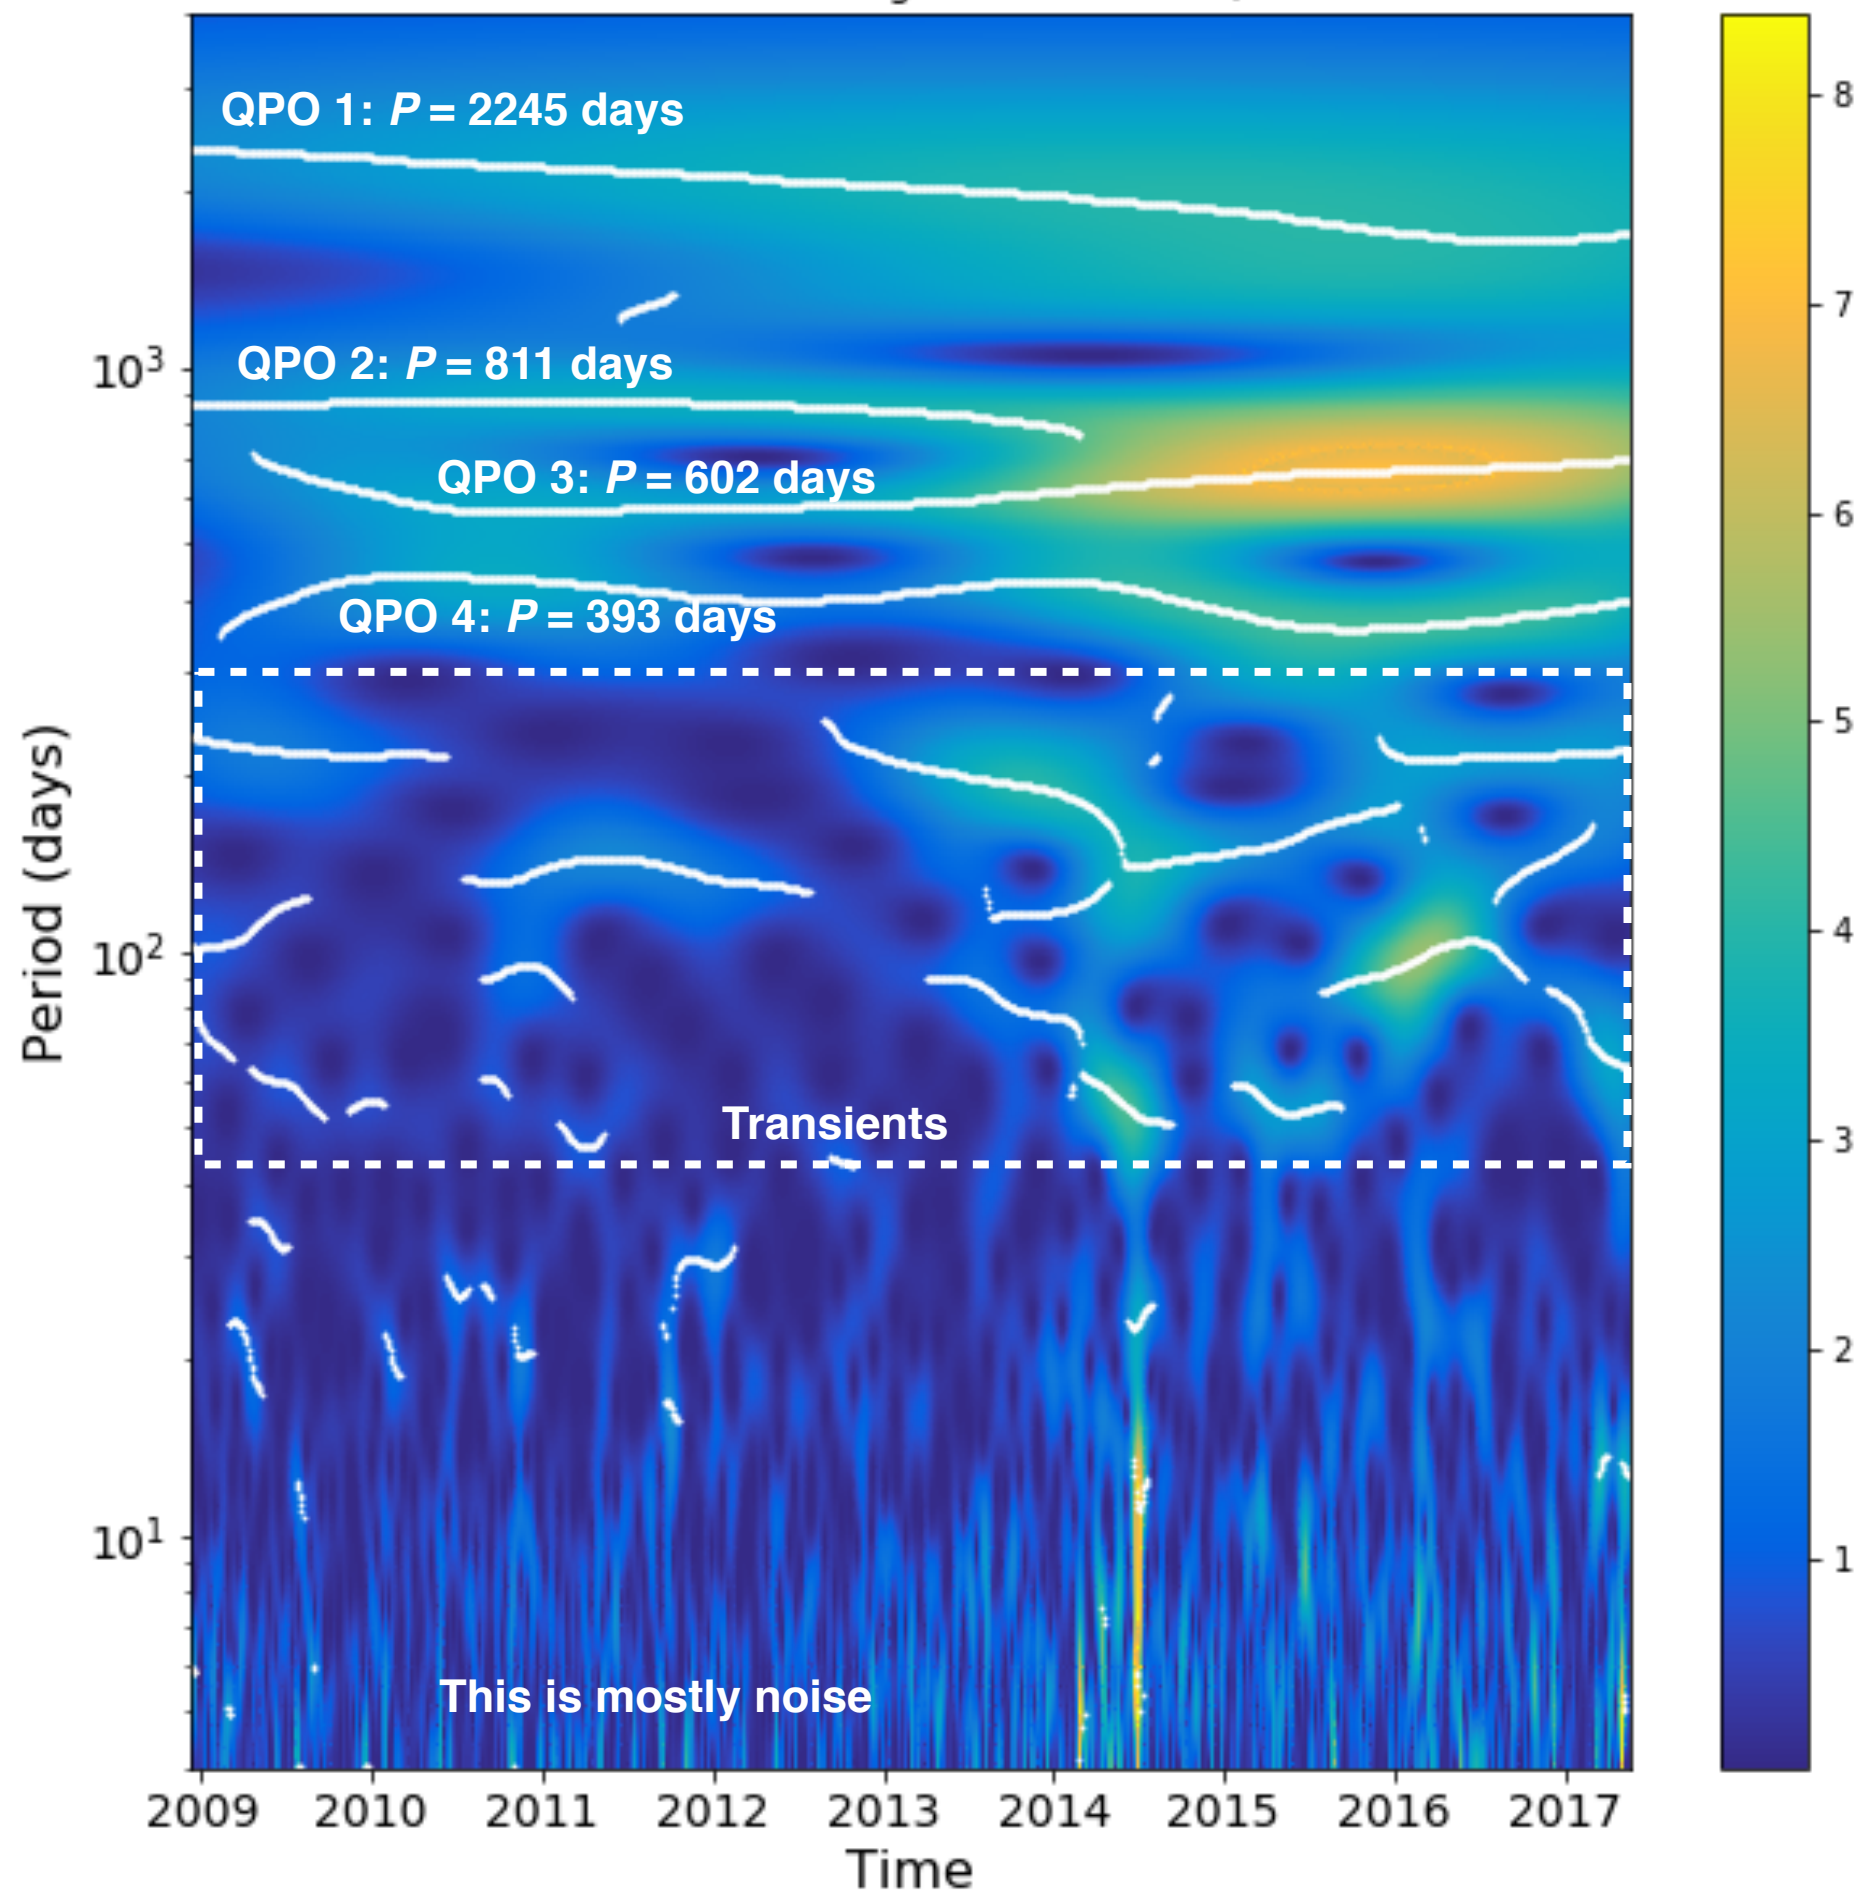 QPO 1: P = 2245 days
QPO 2: P = 811 days
QPO 3: P = 602 days
QPO 4: P = 393 days
Transients
This is mostly noise
Period (days)
10³
10²
10¹
2009 2010 2011 2012 2013 2014 2015 2016 2017
Time
8
7
6
5
4
3
2
1